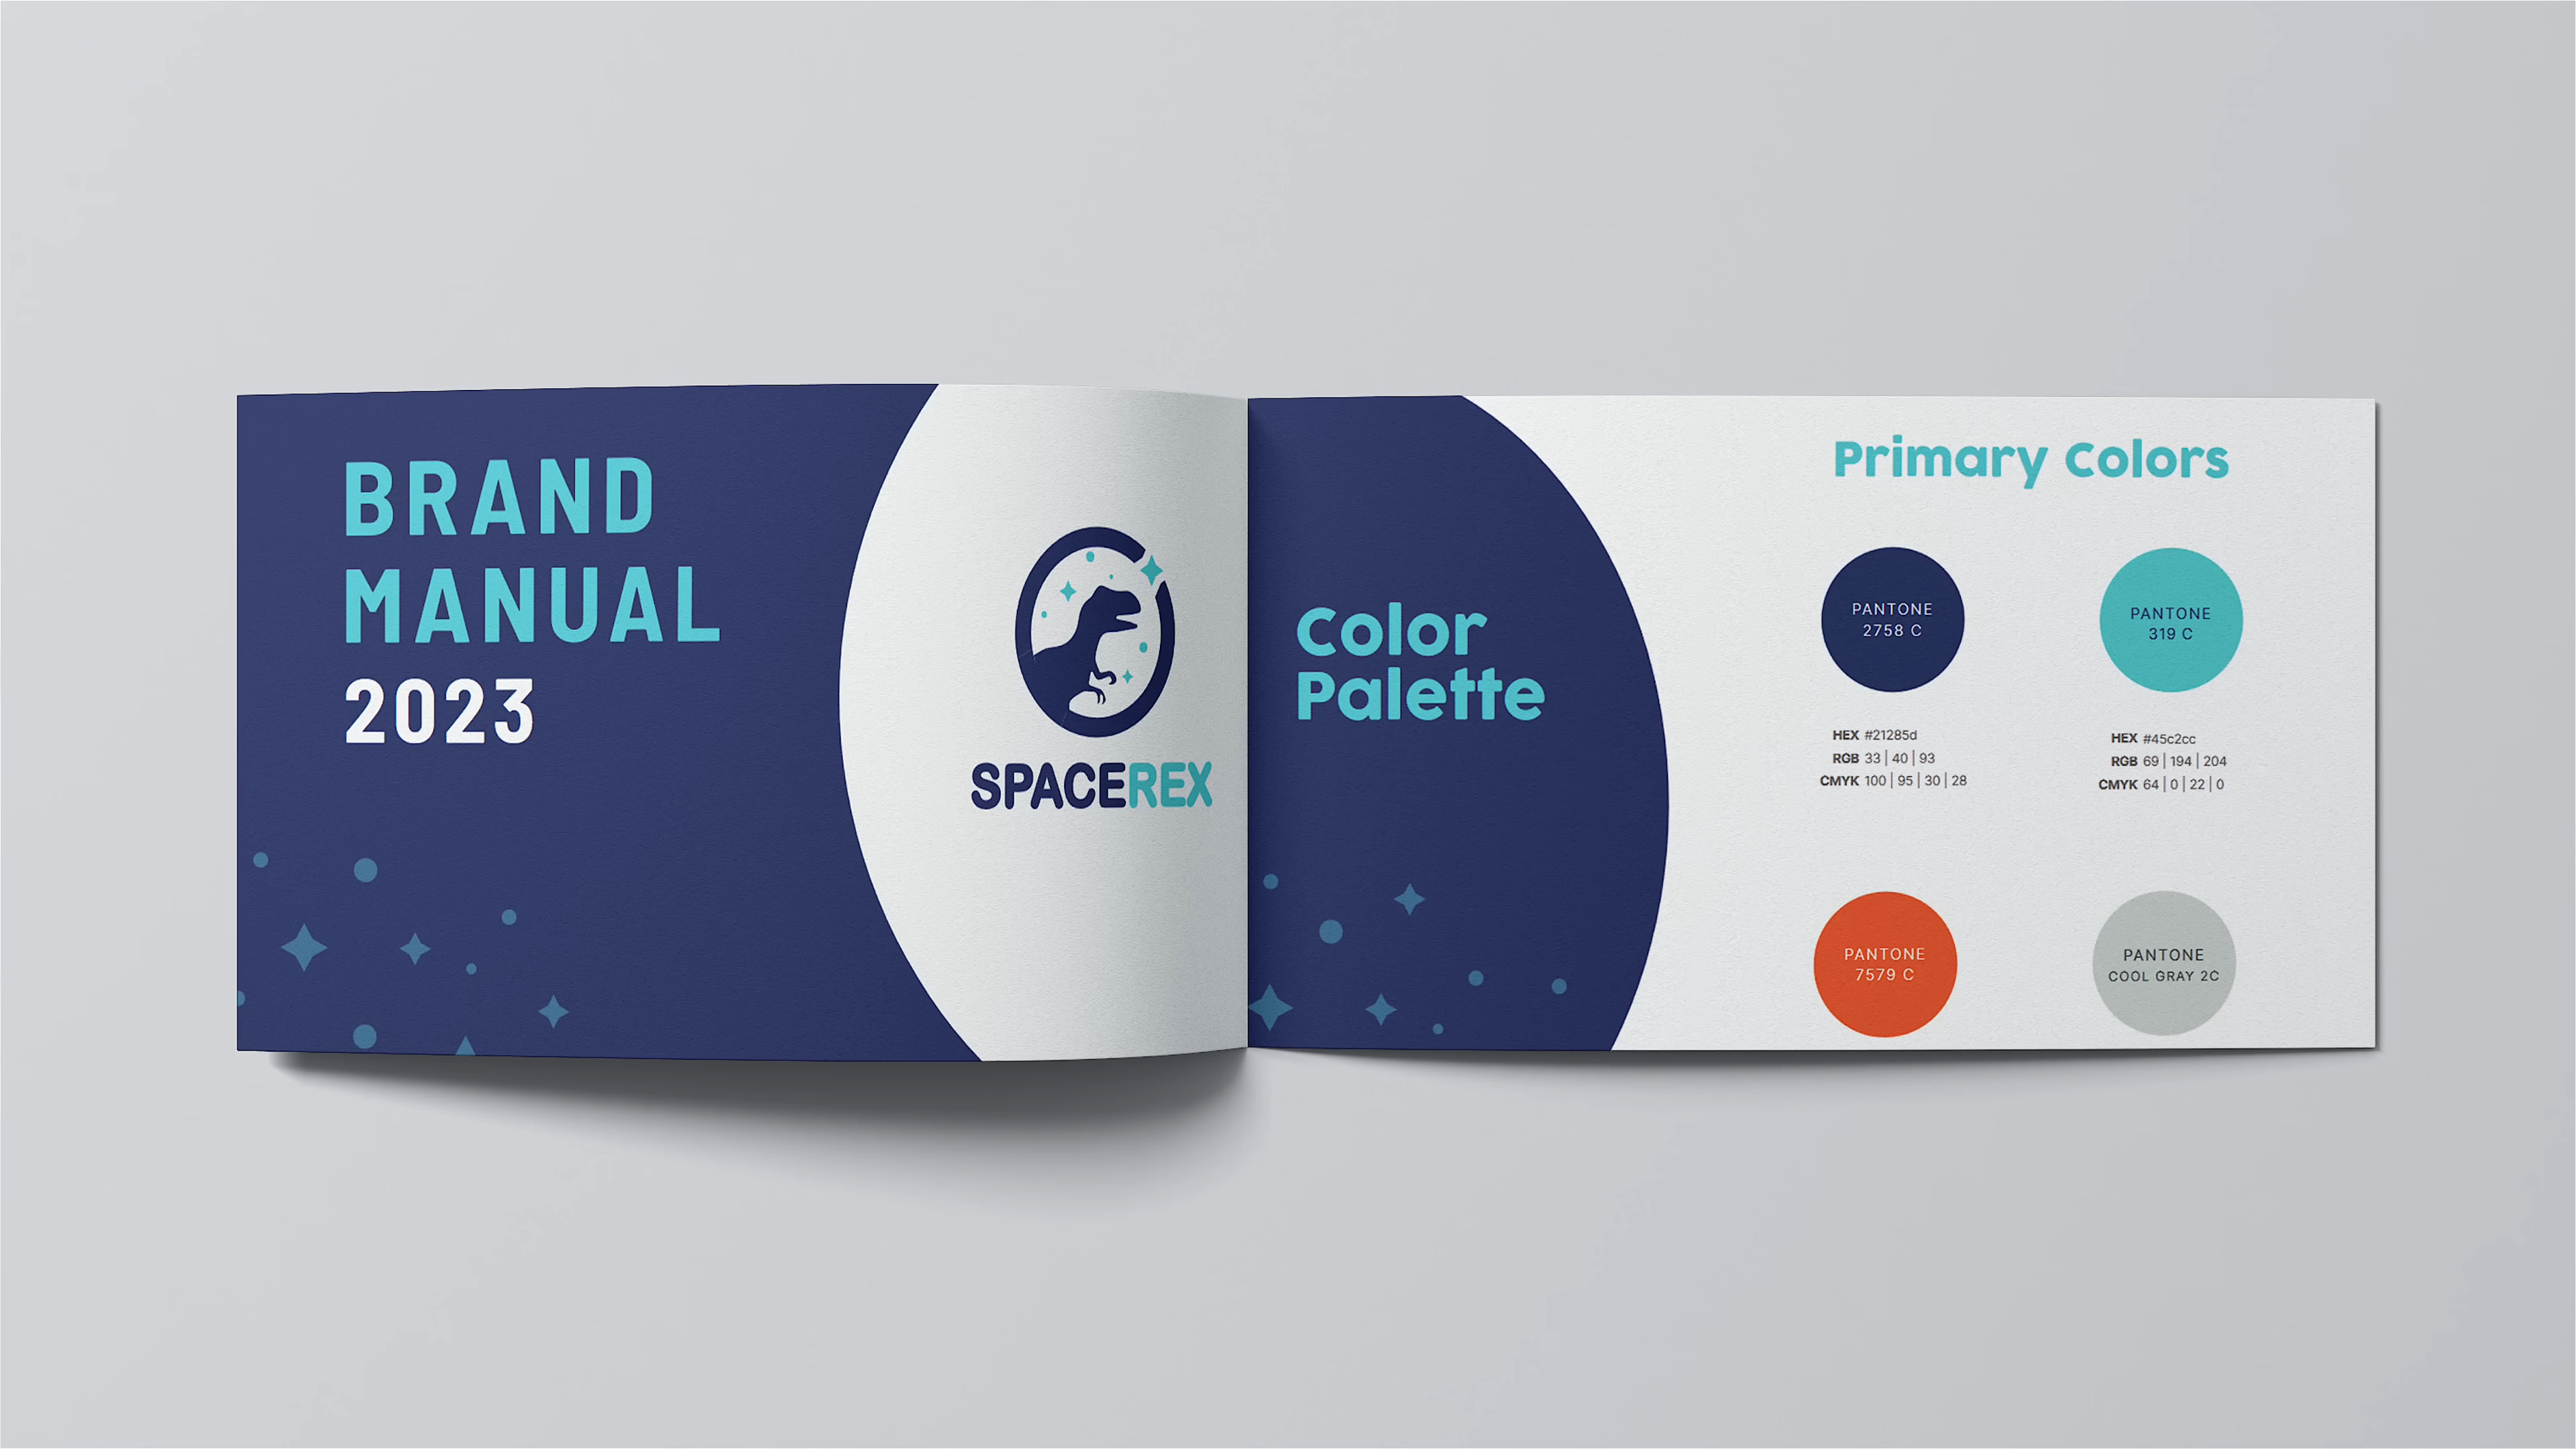 BRAND
MANUAL
2023
SPACEREX
Color
Palette
Primary Colors
PANTONE
2758 C
HEX #21285d
RGB 33 | 40 | 93
CMYK 100 | 95 | 30 | 28
PANTONE
319 C
HEX #45c2cc
RGB 69 | 194 | 204
CMYK 64 | 0 | 22 | 0
PANTONE
7579 C
PANTONE
COOL GRAY 2C